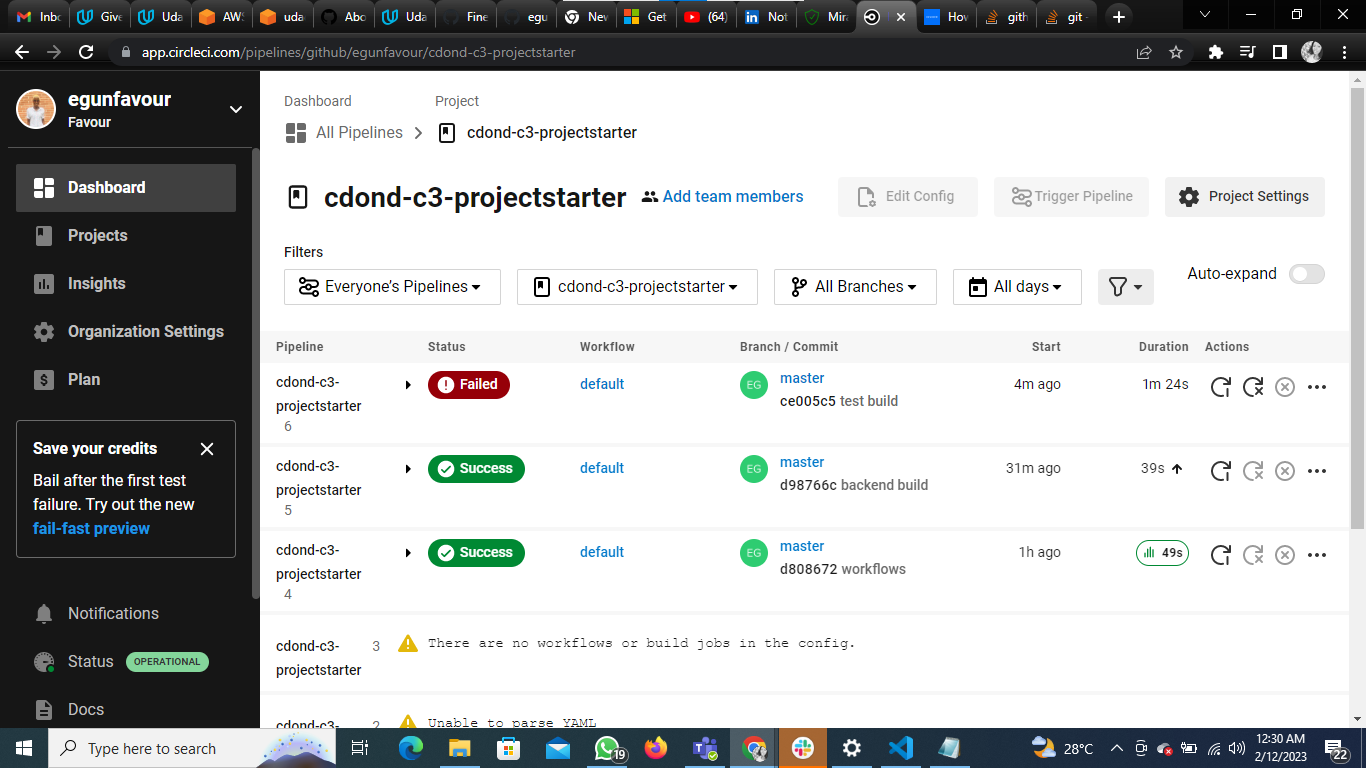 Inbo
Give
Uda
AWS
uda
Abo
Uda
Fine
egu
New
Get
(64)
Not
Mira
How
gith
git -
app.circleci.com/pipelines/github/egunfavour/cdond-c3-projectstarter
egunfavour
Favour
Dashboard
Projects
Insights
Organization Settings
Plan
Save your credits
Bail after the first test
failure. Try out the new
fail-fast preview
Notifications
Status OPERATIONAL
Docs
Dashboard Project
All Pipelines cdond-c3-projectstarter
cdond-c3-projectstarter Add team members Edit Config Trigger Pipeline Project Settings
Filters
Everyone’s Pipelines cdond-c3-projectstarter All Branches All days Auto-expand
Pipeline Status Workflow Branch / Commit Start Duration Actions
cdond-c3-
projectstarter
6
Failed default EG master 4m ago 1m 24s
ce005c5 test build
cdond-c3-
projectstarter
5
Success default EG master 31m ago 39s
d98766c backend build
cdond-c3-
projectstarter
4
Success default EG master 1h ago 49s
d808672 workflows
cdond-c3-
projectstarter
3 There are no workflows or build jobs in the config.
cdond-c3-
2 Unable to parse YAML
Type here to search
19
28°C
12:30 AM
2/12/2023
22